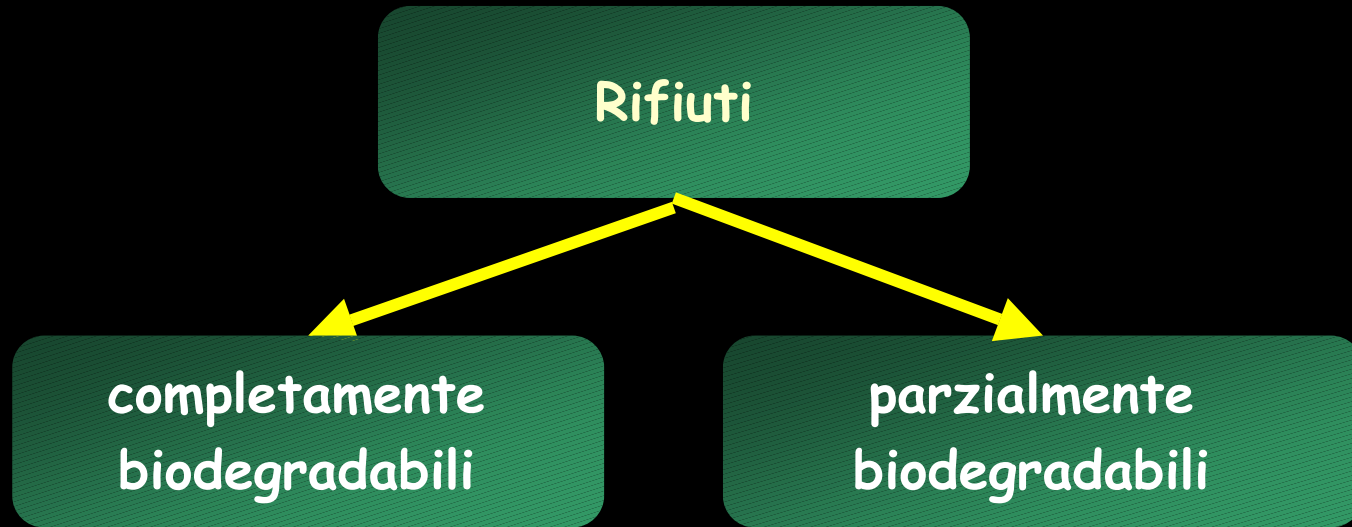 Rifiuti
completamente
biodegradabili
parzialmente
biodegradabili